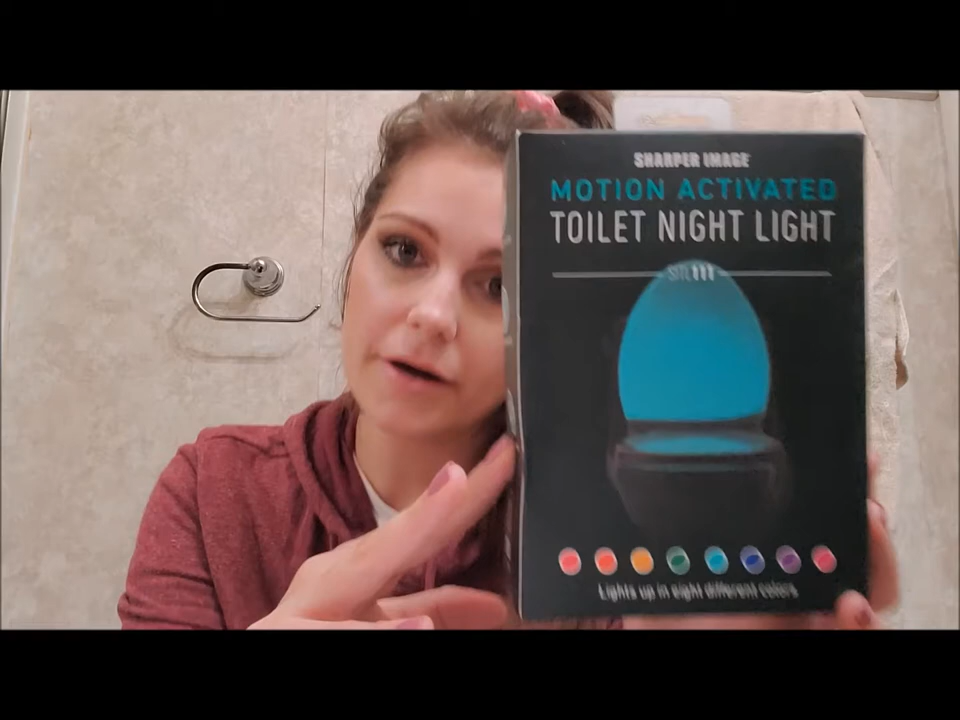 SHARPER IMAGE
MOTION ACTIVATED
TOILET NIGHT LIGHT
Lights up in eight different colors